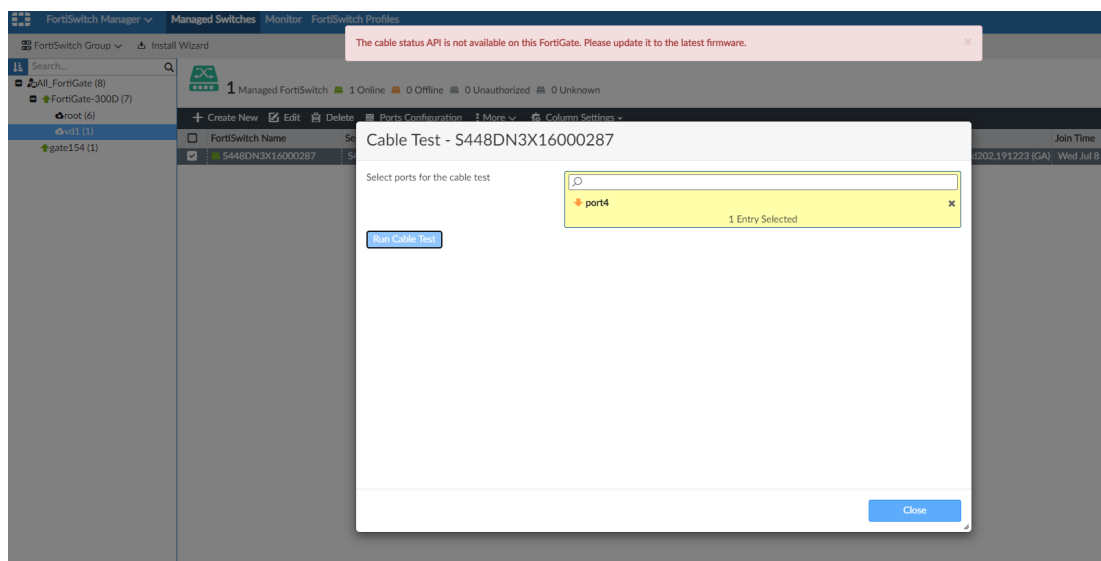 FortiSwitch Manager Managed Switches Monitor FortiSwitch Profiles
FortiSwitch Group Install Wizard
The cable status API is not available on this FortiGate. Please update it to the latest firmware.
Search...
All_FortiGate (8)
FortiGate-300D (7)
root (6)
vd1 (1)
gate154 (1)
1 Managed FortiSwitch 1 Online 0 Offline 0 Unauthorized 0 Unknown
Create New Edit Delete Ports Configuration More Column Settings
FortiSwitch Name Se Join Time
S448DN3X16000287 d202,191223 (GA) Wed Jul 8
Cable Test - S448DN3X16000287
Select ports for the cable test
port4
1 Entry Selected
Run Cable Test
Close